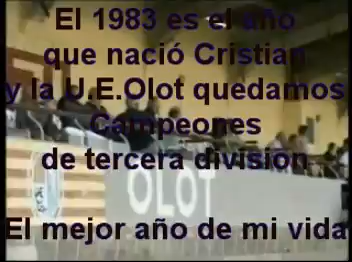 El 1983 es el año
que nació Cristian
y la U.E.Olot quedamos
Campeones
de tercera división
OLOT
El mejor año de mi vida